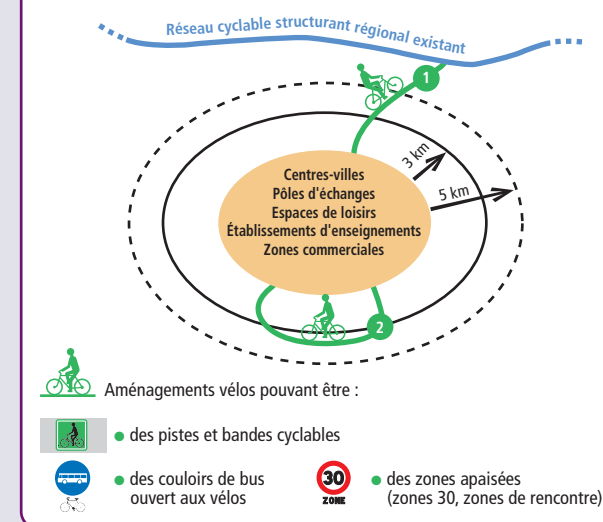 Réseau cyclable structurant régional existant
1
3 km
5 km
Centres-villes
Pôles d'échanges
Espaces de loisirs
Établissements d'enseignements
Zones commerciales
2
Aménagements vélos pouvant être :
● des pistes et bandes cyclables
● des couloirs de bus
ouvert aux vélos
30
ZONE
● des zones apaisées
(zones 30, zones de rencontre)